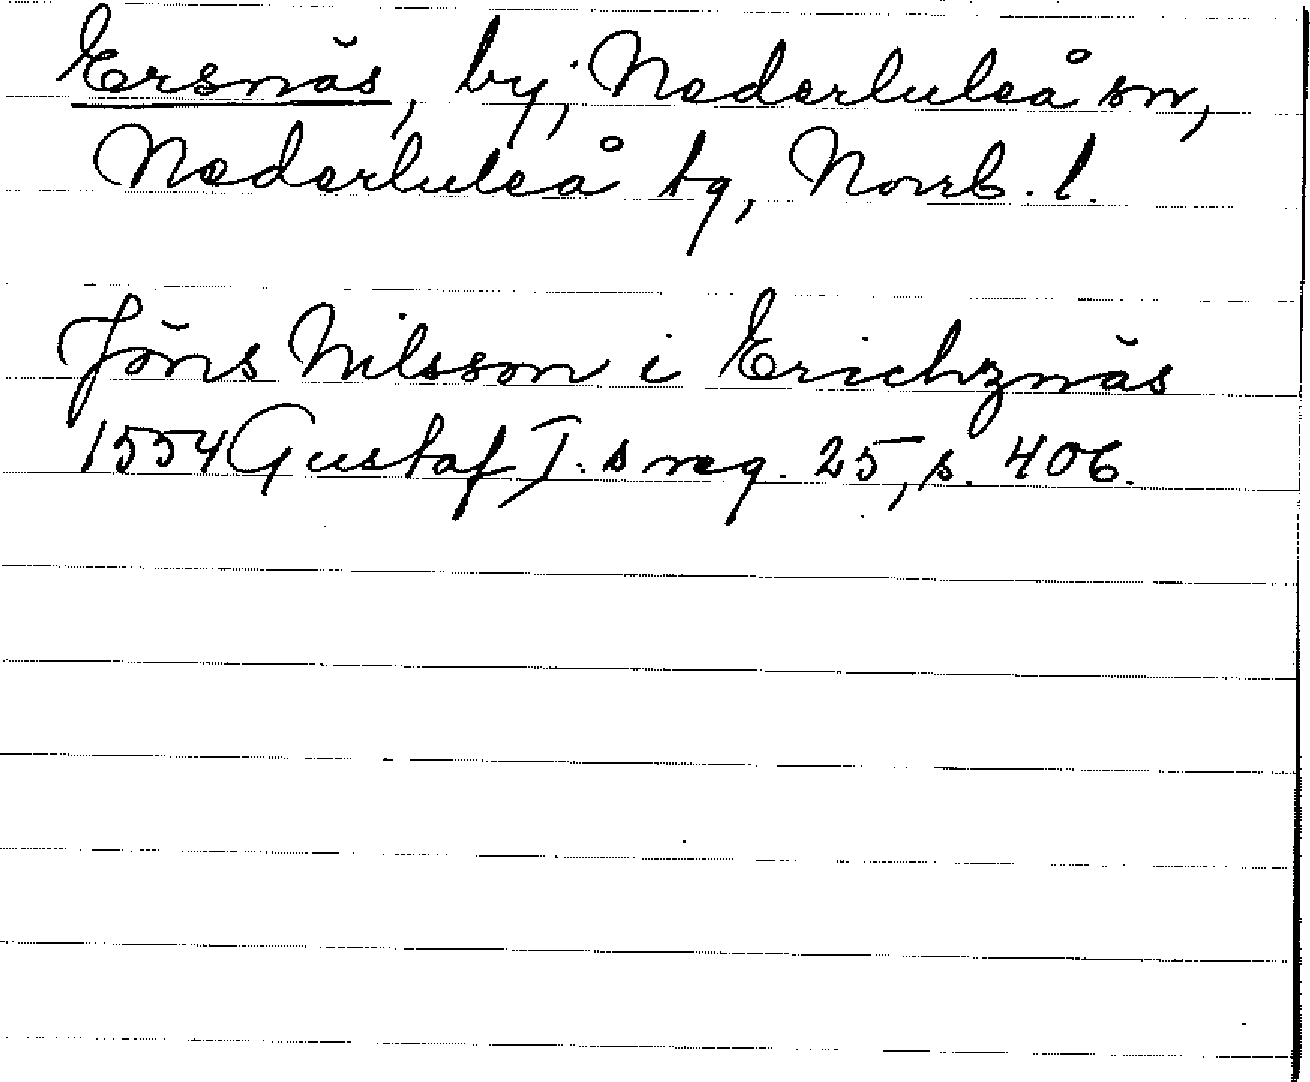 Ersnäs, by, Nederluleå sn,
Nederluleå tg, Norrb. l.
Jöns Nilsson i Erichznäs
1554 Gustaf I:s reg. 25, s. 406.